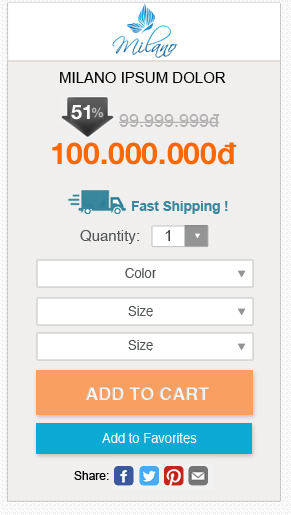 Milano
MILANO IPSUM DOLOR
51%
99.999.999đ
100.000.000đ
Fast Shipping !
Quantity: 1
Color
Size
Size
ADD TO CART
Add to Favorites
Share: